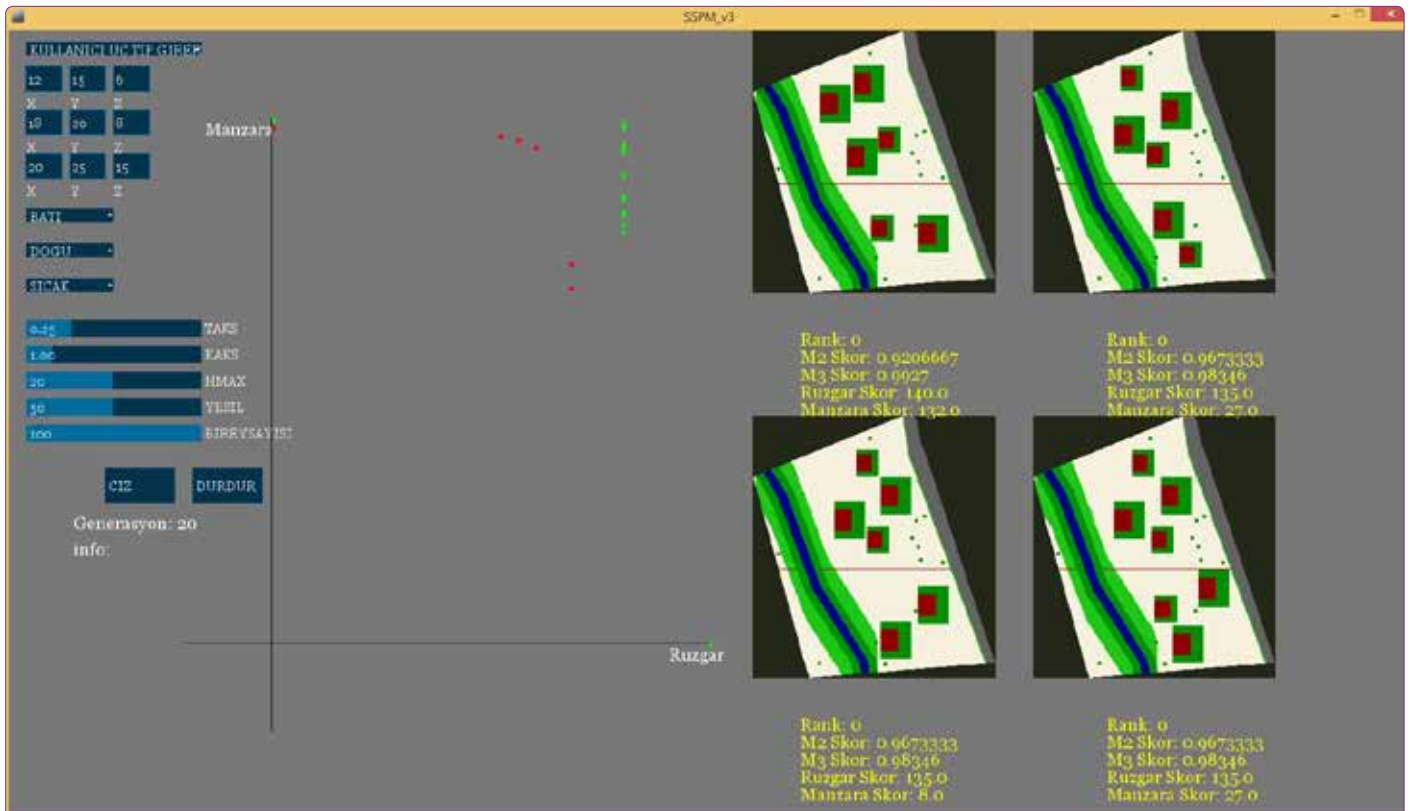 SSPM_v3
KULLANICI UC TIP GIRER
12 15 6
X Y Z
18 20 8
X Y Z
20 25 15
X Y Z
BATI
DOGU
SICAK
0.25 TAKS
1.00 KAKS
20 HMAX
50 YESIL
100 BIREYSAYISI
CIZ DURDUR
Generasyon: 20
info:
Manzara
Ruzgar
Rank: 0
M2 Skor: 0.9206667
M3 Skor: 0.9927
Ruzgar Skor: 140.0
Manzara Skor: 132.0
Rank: 0
M2 Skor: 0.9673333
M3 Skor: 0.98346
Ruzgar Skor: 135.0
Manzara Skor: 27.0
Rank: 0
M2 Skor: 0.9673333
M3 Skor: 0.98346
Ruzgar Skor: 135.0
Manzara Skor: 8.0
Rank: 0
M2 Skor: 0.9673333
M3 Skor: 0.98346
Ruzgar Skor: 135.0
Manzara Skor: 27.0